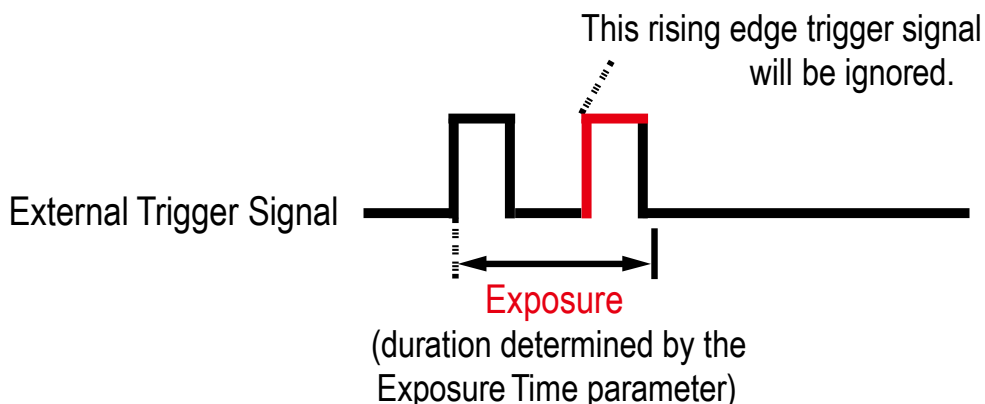 This rising edge trigger signal
will be ignored.
External Trigger Signal
Exposure
(duration determined by the
Exposure Time parameter)